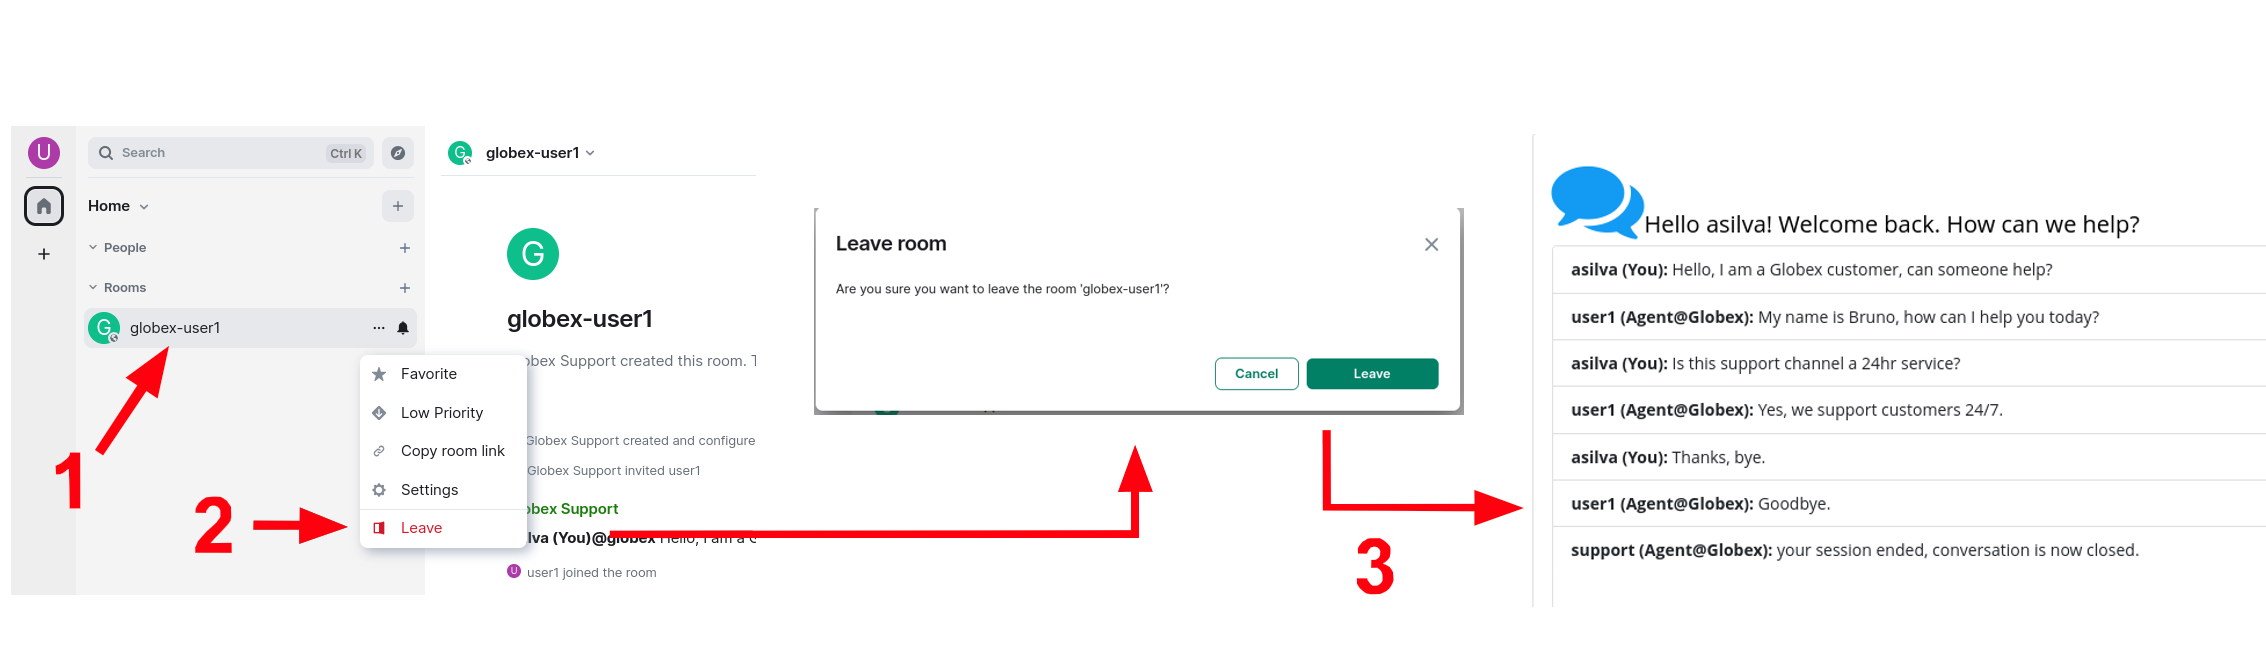 U
Search Ctrl K
Home
People
Rooms
G globex-user1
Favorite
Low Priority
Copy room link
Settings
Leave
1
2
G globex-user1
G
globex-user1
obex Support created this room. T
Globex Support created and configure
Globex Support invited user1
obex Support
lva (You)@globex Hello, I am a G
U user1 joined the room
Leave room
Are you sure you want to leave the room 'globex-user1'?
Cancel Leave
3
Hello asilva! Welcome back. How can we help?
asilva (You): Hello, I am a Globex customer, can someone help?
user1 (Agent@Globex): My name is Bruno, how can I help you today?
asilva (You): Is this support channel a 24hr service?
user1 (Agent@Globex): Yes, we support customers 24/7.
asilva (You): Thanks, bye.
user1 (Agent@Globex): Goodbye.
support (Agent@Globex): your session ended, conversation is now closed.